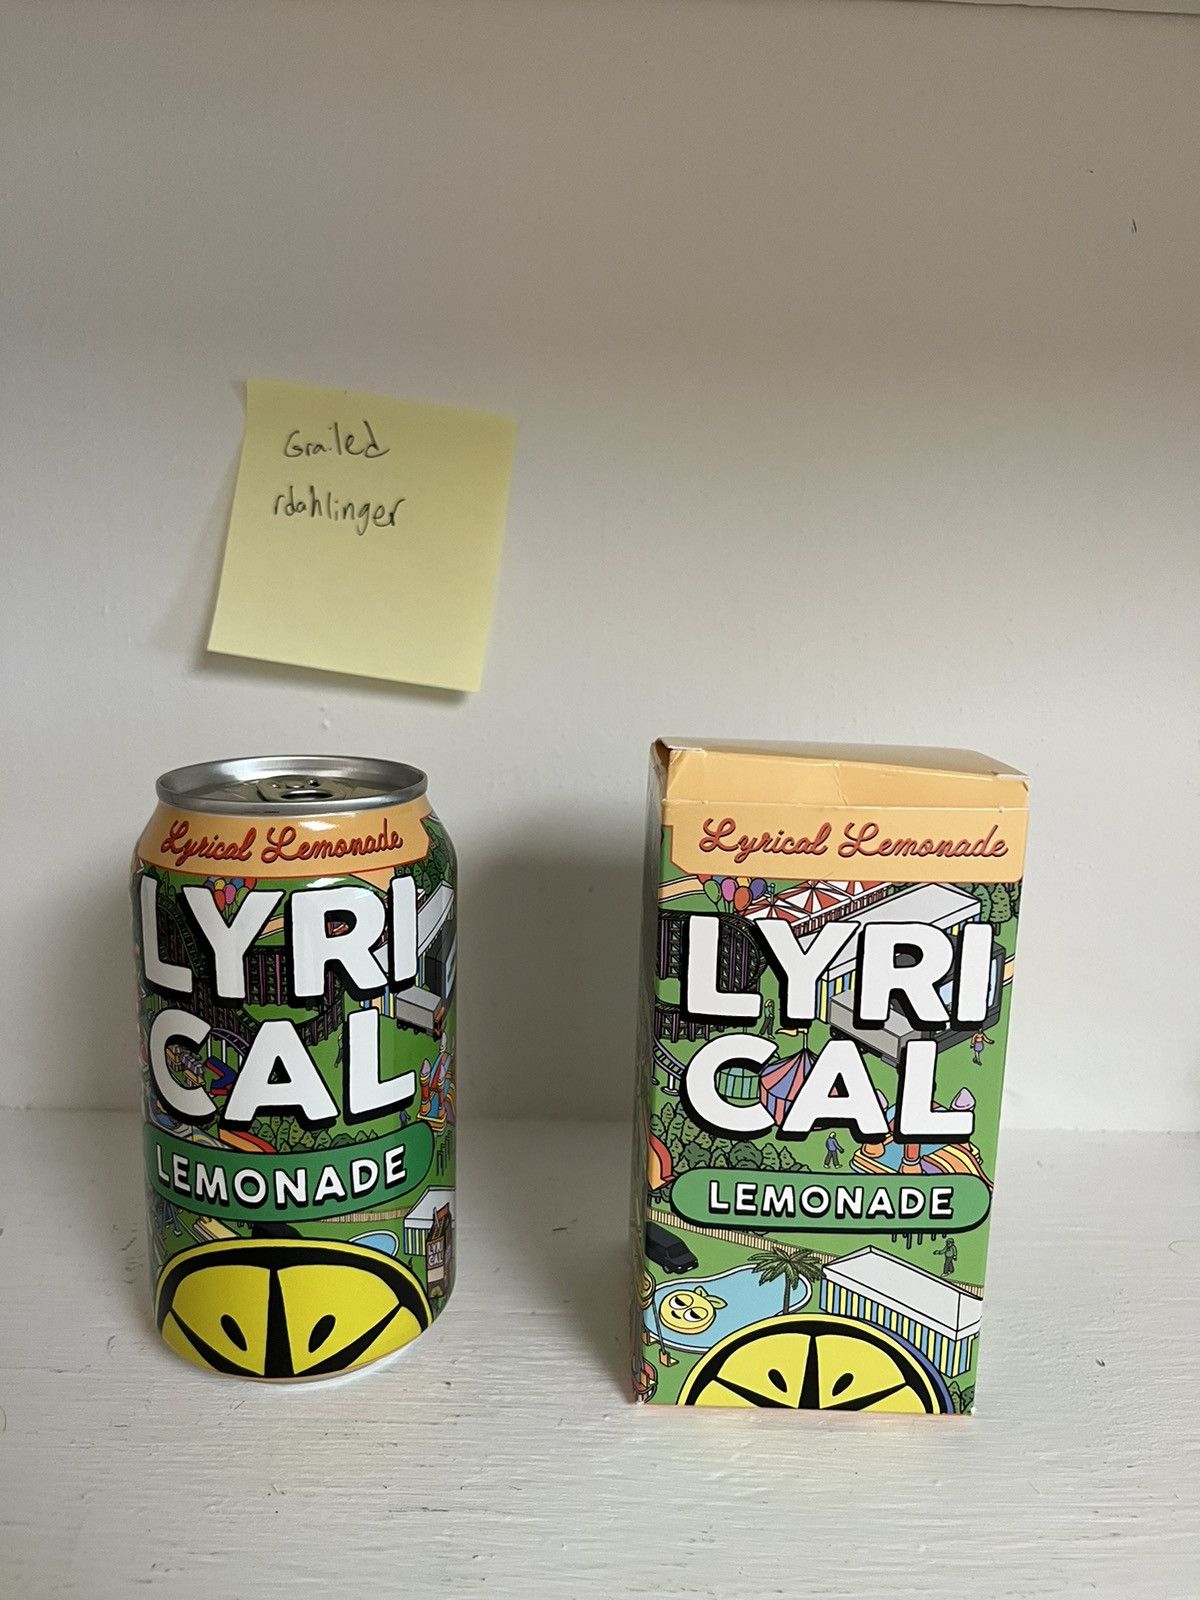 Grailed
rdahlinger
Lyrical Lemonade
LYRI
CAL
LEMONADE
Lyrical Lemonade
LYRI
CAL
LEMONADE